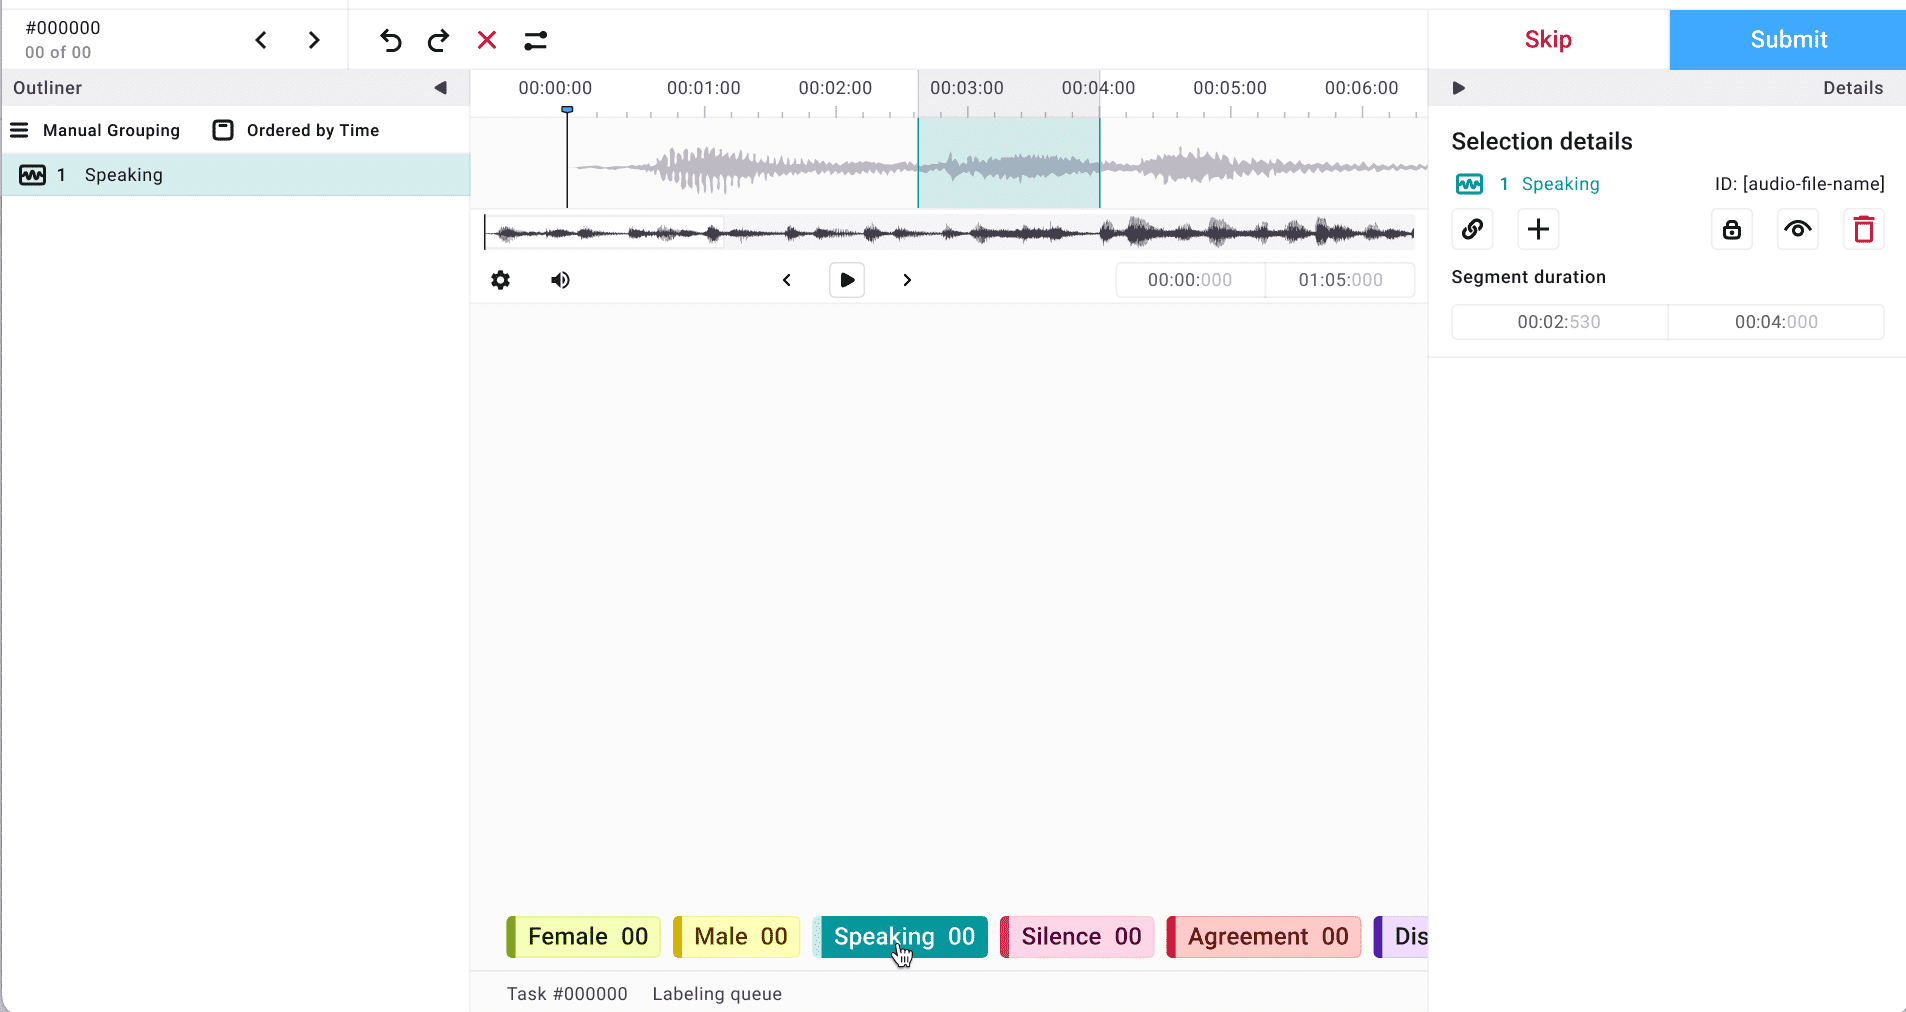 #000000
00 of 00
Skip
Submit
Outliner
00:00:00 00:01:00 00:02:00 00:03:00 00:04:00 00:05:00 00:06:00
Details
Manual Grouping Ordered by Time
1 Speaking
Selection details
1 Speaking ID: [audio-file-name]
Segment duration
00:02:530 00:04:000
00:00:000 01:05:000
Female 00 Male 00 Speaking 00 Silence 00 Agreement 00 Dis
Task #000000 Labeling queue